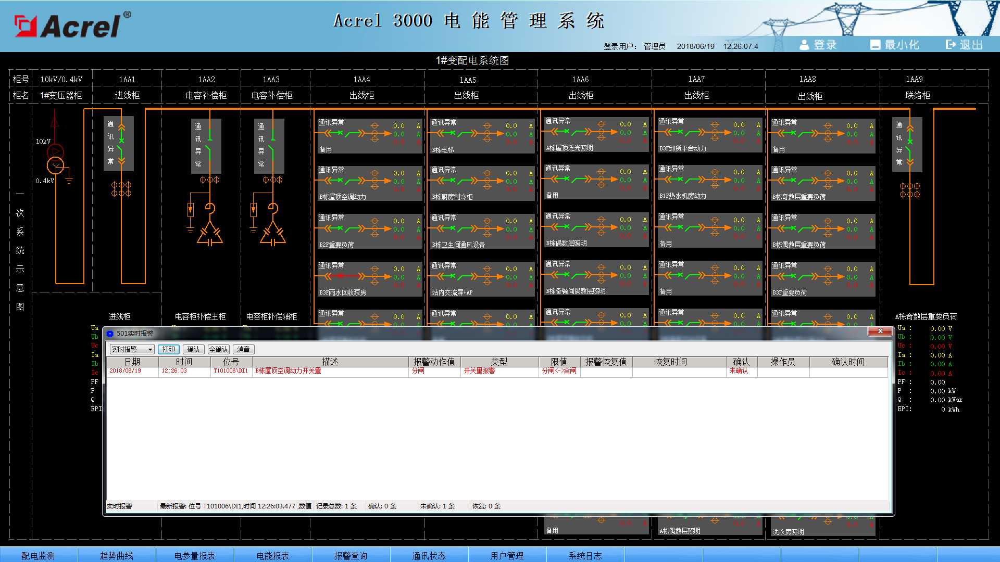 Acrel®
Acrel 3000 电能管理系统
登录用户： 管理员 2018/06/19 12:26:07.4
登录 最小化 退出
1#变配电系统图
柜号 10kV/0.4kV 1AA1 1AA2 1AA3 1AA4 1AA5 1AA6 1AA7 1AA8 1AA9
柜名 1#变压器柜 进线柜 电容补偿柜 电容补偿柜 出线柜 出线柜 出线柜 出线柜 出线柜 联络柜
一次系统示意图
10kV
0.4kV
通讯异常
通讯异常
通讯异常
通讯异常 0.0 A 0.0 A 0.0 A 备用
通讯异常 0.0 A 0.0 A 0.0 A B栋屋顶空调动力
通讯异常 0.0 A 0.0 A 0.0 A B2F重要负荷
通讯异常 0.0 A 0.0 A 0.0 A B3F雨水回收泵房
通讯异常 0.0 A 0.0 A
通讯异常 0.0 A 0.0 A 0.0 A B栋电梯
通讯异常 0.0 A 0.0 A 0.0 A B栋厨房制冷柜
通讯异常 0.0 A 0.0 A 0.0 A B栋卫生间通风设备
通讯异常 0.0 A 0.0 A 0.0 A 站内交流屏+AP
通讯异常 0.0 A 0.0 A
通讯异常 0.0 A 0.0 A 0.0 A A栋屋顶泛光照明
通讯异常 0.0 A 0.0 A 0.0 A 备用
通讯异常 0.0 A 0.0 A 0.0 A B栋偶数层照明
通讯异常 0.0 A 0.0 A 0.0 A B栋备餐间偶数层照明
通讯异常 0.0 A 0.0 A
通讯异常 0.0 A 0.0 A 0.0 A B3F卸货平台动力
通讯异常 0.0 A 0.0 A 0.0 A B1F热水机房动力
通讯异常 0.0 A 0.0 A 0.0 A 备用
通讯异常 0.0 A 0.0 A 0.0 A 备用
通讯异常 0.0 A 0.0 A
通讯异常 0.0 A 0.0 A 0.0 A 备用
通讯异常 0.0 A 0.0 A 0.0 A B栋奇数层重要负荷
通讯异常 0.0 A 0.0 A 0.0 A B栋偶数层重要负荷
通讯异常 0.0 A 0.0 A 0.0 A B3F重要负荷
通讯异常 0.0 A 0.0 A
通讯异常
进线柜 电容柜补偿主柜 电容柜补偿辅柜 A栋奇数层重要负荷
Ua
Ub
Uc
Ia
Ib
Ic
PF
P
Q
EPI
Ua : 0.00 V
Ub : 0.00 V
Uc : 0.00 V
Ia : 0.00 A
Ib : 0.00 A
Ic : 0.00 A
PF : 0.00
P : 0.00 kW
Q : 0.00 kVar
EPI: 0 kWh
501实时报警
实时报警 打印 确认 全确认 消音
日期 时间 位号 描述 报警动作值 类型 限值 报警恢复值 恢复时间 确认 操作员 确认时间
2018/06/19 12:26:03 T101006\DI1 B栋屋顶空调动力开关量 分闸 开关量报警 分闸<->合闸 未确认
实时报警 最新报警: 位号 T101006\DI1,时间 12:26:03.477 ,数值 记录总数: 1 条 确认: 0 条 未确认: 1 条 恢复: 0 条
备用 A栋偶数层照明 洗衣房照明
配电监测 趋势曲线 电参量报表 电能报表 报警查询 通讯状态 用户管理 系统日志